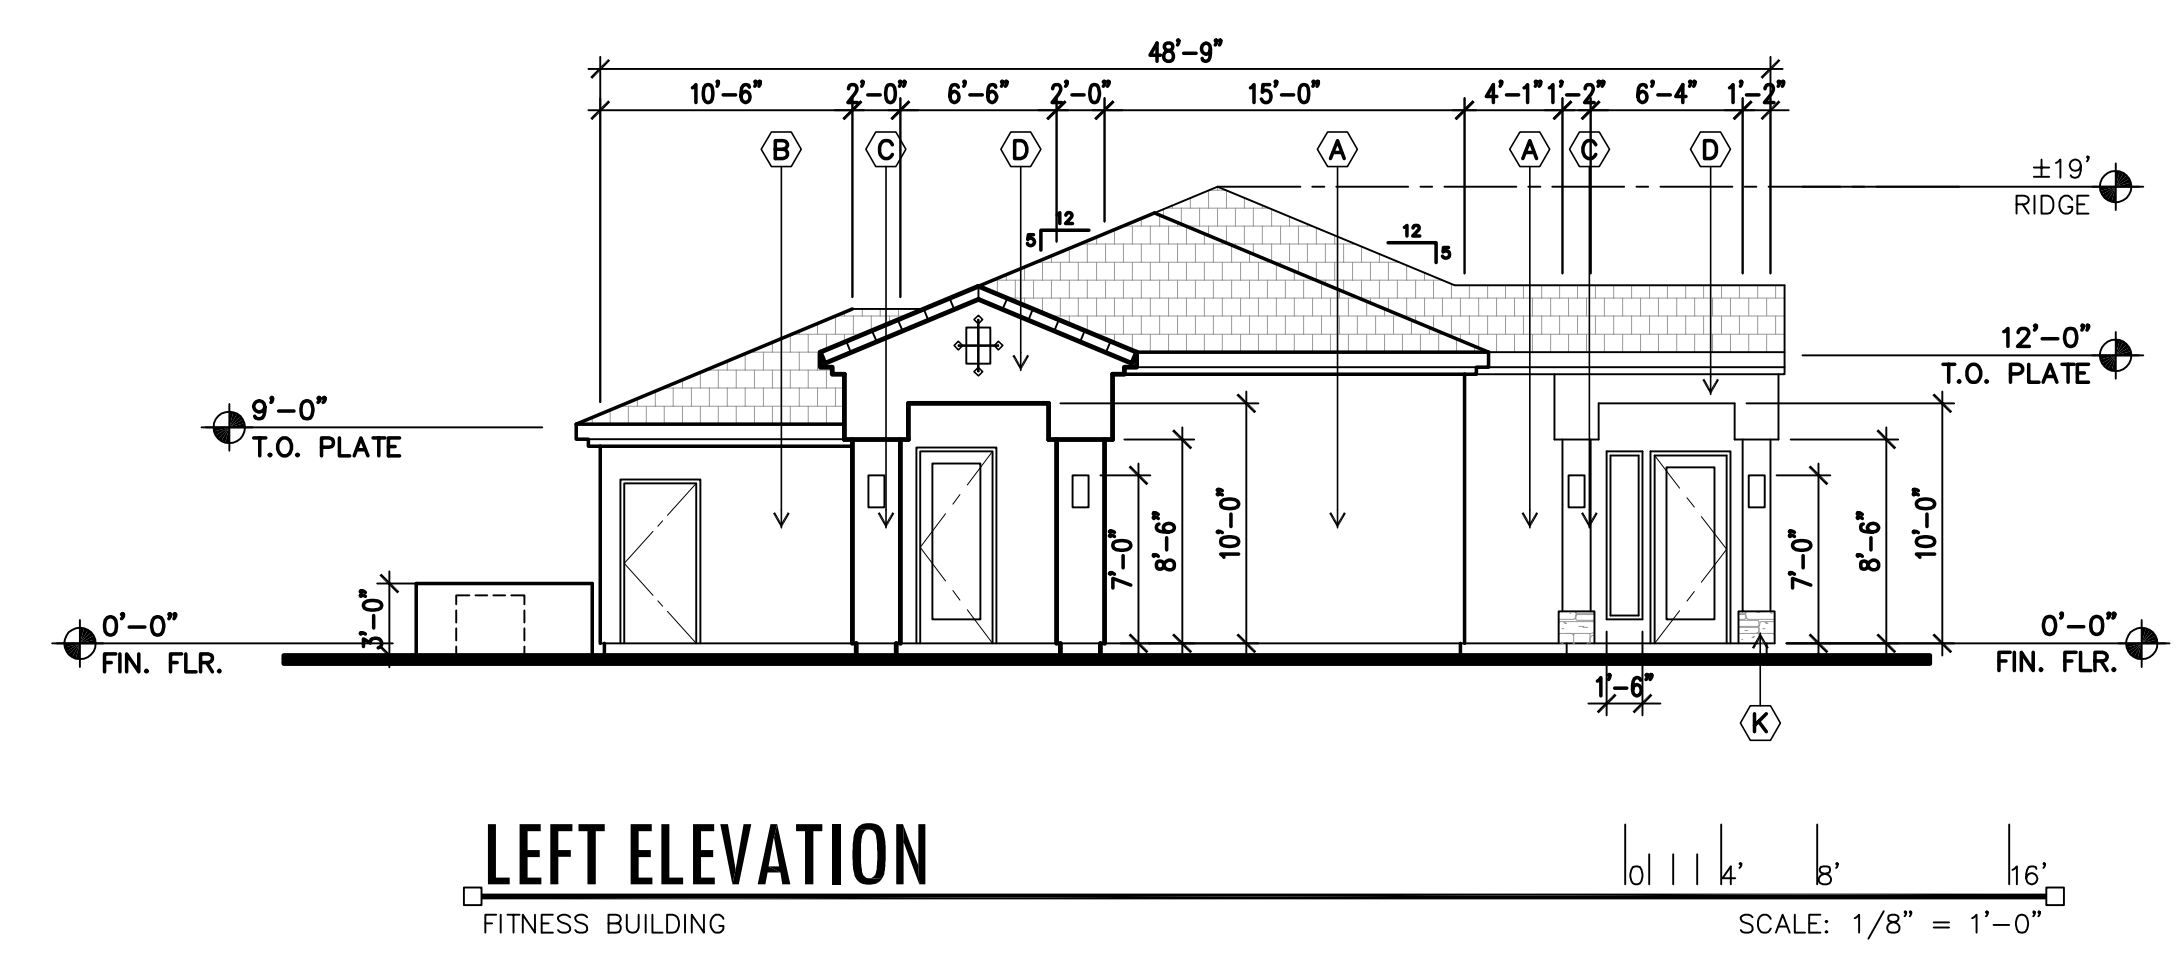 48'-9"
10'-6" 2'-0" 6'-6" 2'-0" 15'-0" 4'-1" 1'-2" 6'-4" 1'-2"
B C D A A C D
±19'
RIDGE
12
5
12
5
12'-0"
T.O. PLATE
9'-0"
T.O. PLATE
7'-0"
8'-6"
10'-0"
7'-0"
8'-6"
10'-0"
3'-0"
0'-0"
FIN. FLR.
0'-0"
FIN. FLR.
1'-6"
K
LEFT ELEVATION
0 4' 8' 16'
FITNESS BUILDING
SCALE: 1/8" = 1'-0"